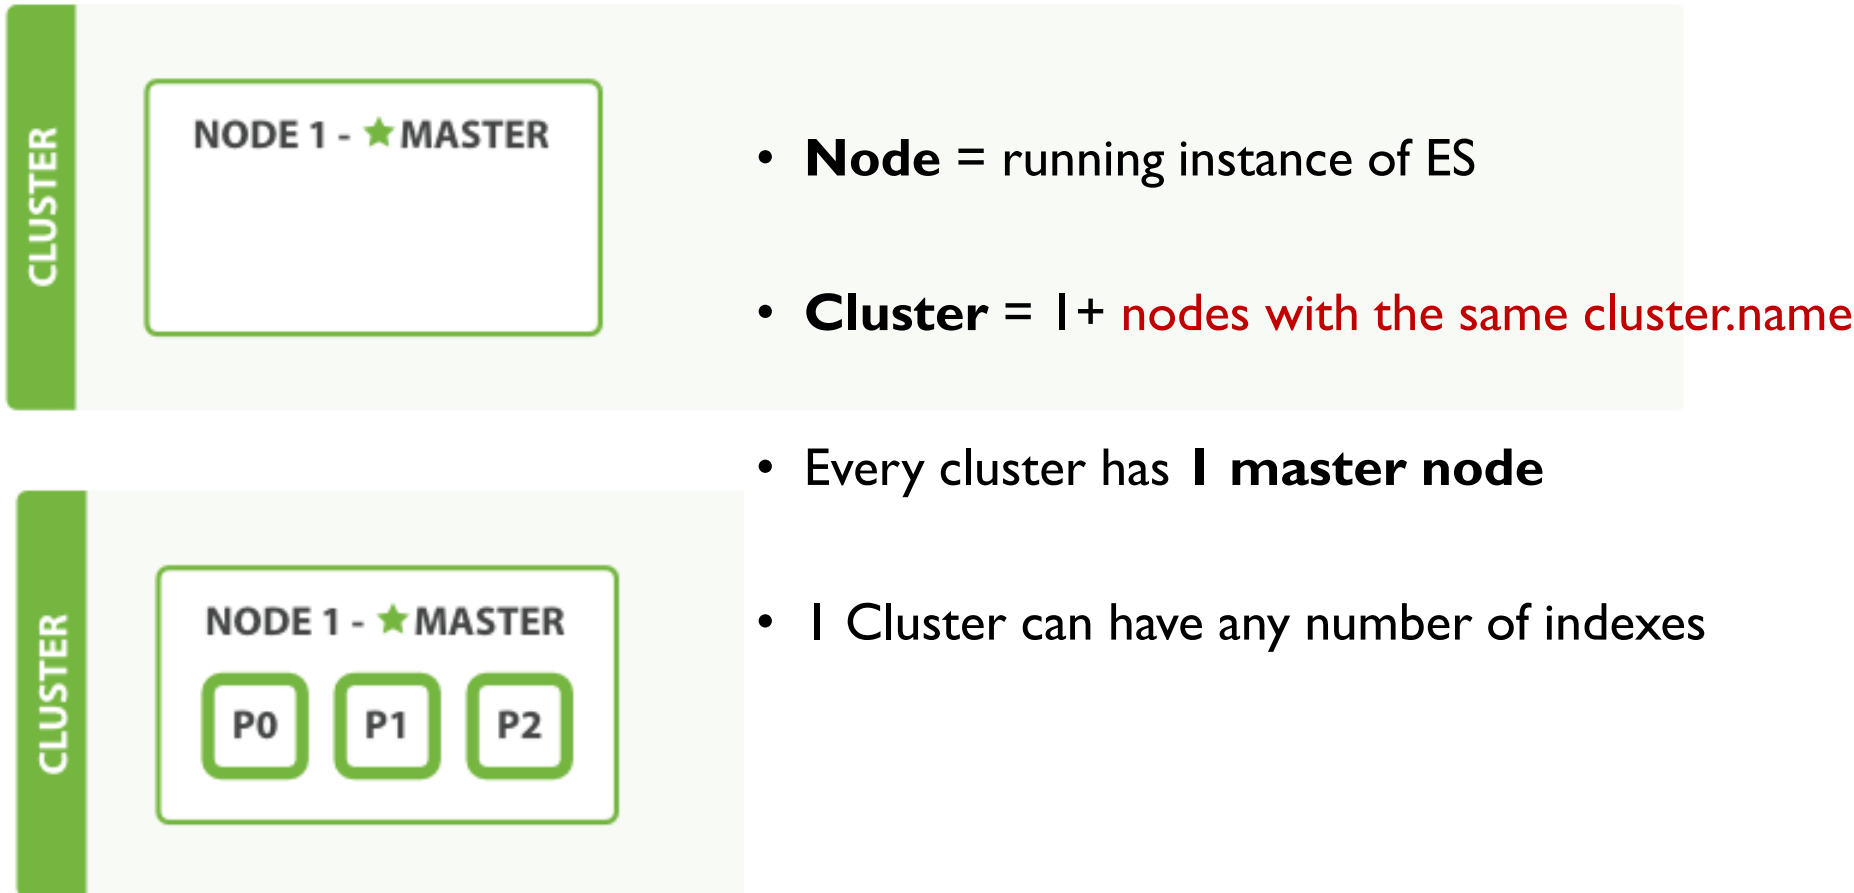 CLUSTER
NODE 1 - ★MASTER
• Node = running instance of ES
• Cluster = 1+ nodes with the same cluster.name
• Every cluster has 1 master node
• 1 Cluster can have any number of indexes
CLUSTER
NODE 1 - ★MASTER
P0 P1 P2